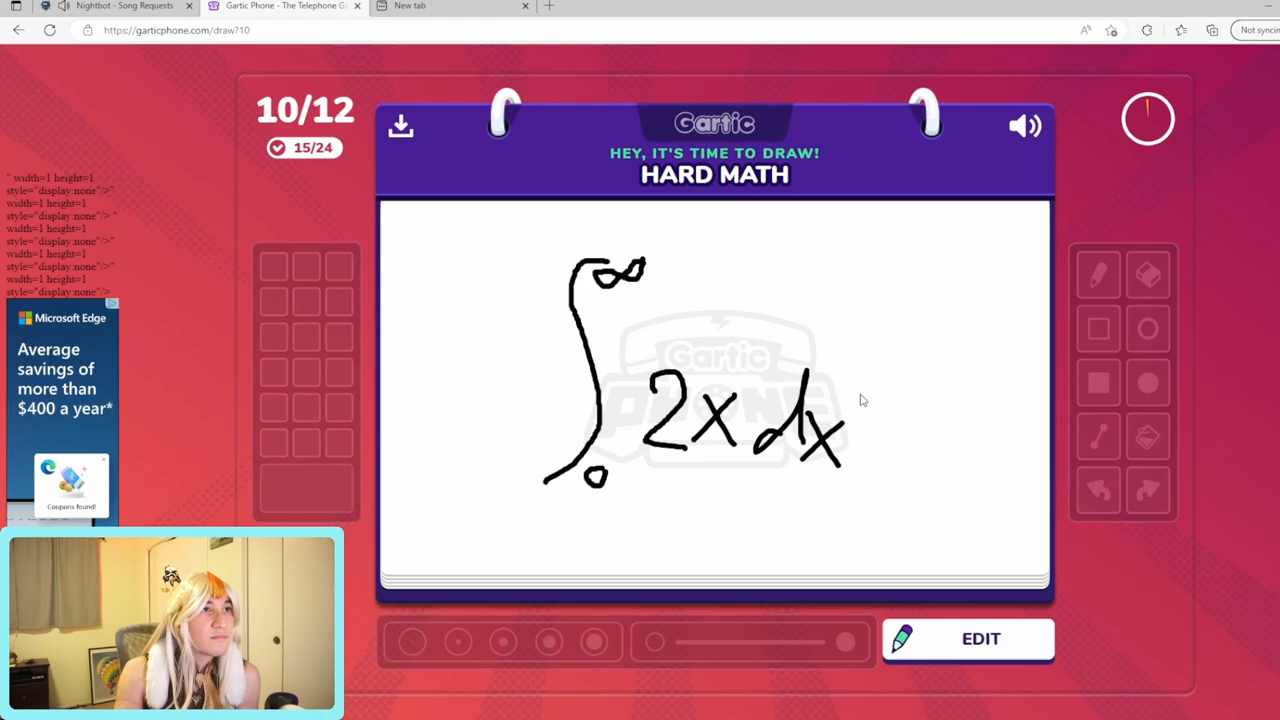 Nightbot - Song Requests
Gartic Phone - The Telephone Ga
New tab
https://garticphone.com/draw?10
Not syncin
10/12
15/24
Gartic
HEY, IT'S TIME TO DRAW!
HARD MATH
" width=1 height=1
style="display:none"/>"
width=1 height=1
style="display:none"/> "
width=1 height=1
style="display:none"/>"
width=1 height=1
style="display:none"/>"
width=1 height=1
style="display:none"/>
Microsoft Edge
Average
savings of
more than
$400 a year*
Coupons found!
∞
∫ 2x dx
0
Gartic
PHONE
EDIT